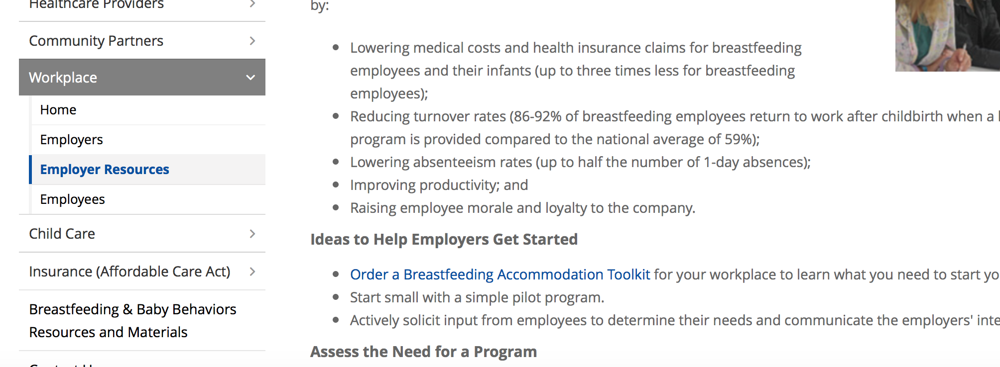 Healthcare Providers
Community Partners
Workplace
Home
Employers
Employer Resources
Employees
Child Care
Insurance (Affordable Care Act)
Breastfeeding & Baby Behaviors
Resources and Materials
by:
Lowering medical costs and health insurance claims for breastfeeding
employees and their infants (up to three times less for breastfeeding
employees);
Reducing turnover rates (86-92% of breastfeeding employees return to work after childbirth when a
program is provided compared to the national average of 59%);
Lowering absenteeism rates (up to half the number of 1-day absences);
Improving productivity; and
Raising employee morale and loyalty to the company.
Ideas to Help Employers Get Started
Order a Breastfeeding Accommodation Toolkit for your workplace to learn what you need to start yo
Start small with a simple pilot program.
Actively solicit input from employees to determine their needs and communicate the employers' inte
Assess the Need for a Program